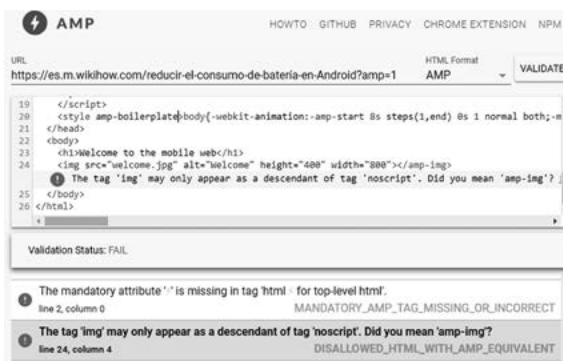 AMP
HOWTO GITHUB PRIVACY CHROME EXTENSION NPM
URL
HTML Format
https://es.m.wikihow.com/reducir-el-consumo-de-batería-en-Android?amp=1
AMP
VALIDATE
19 </script>
20 <style amp-boilerplate>body{-webkit-animation:-amp-start 8s steps(1,end) 0s 1 normal both;-m
21 </head>
22 <body>
23 <h1>Welcome to the mobile web</h1>
24 <img src="welcome.jpg" alt="Welcome" height="400" width="800"></amp-img>
The tag 'img' may only appear as a descendant of tag 'noscript'. Did you mean 'amp-img'?
25 </body>
26 </html>
Validation Status: FAIL
The mandatory attribute '⚡' is missing in tag 'html ⚡ for top-level html'.
line 2, column 0
MANDATORY_AMP_TAG_MISSING_OR_INCORRECT
The tag 'img' may only appear as a descendant of tag 'noscript'. Did you mean 'amp-img'?
line 24, column 4
DISALLOWED_HTML_WITH_AMP_EQUIVALENT